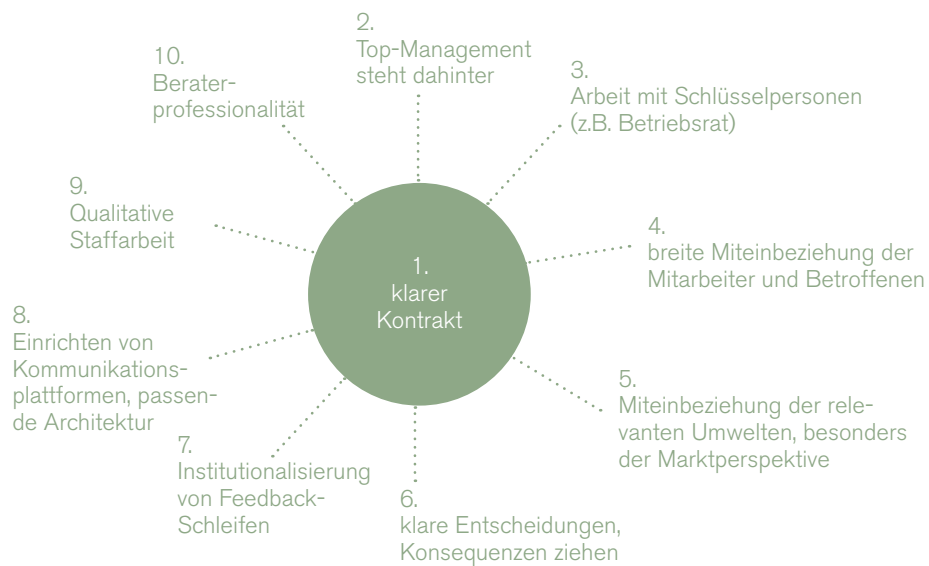 1.
klarer
Kontrakt
2.
Top-Management
steht dahinter
3.
Arbeit mit Schlüsselpersonen
(z.B. Betriebsrat)
4.
breite Miteinbeziehung der
Mitarbeiter und Betroffenen
5.
Miteinbeziehung der rele-
vanten Umwelten, besonders
der Marktperspektive
6.
klare Entscheidungen,
Konsequenzen ziehen
7.
Institutionalisierung
von Feedback-
Schleifen
8.
Einrichten von
Kommunikations-
plattformen, passen-
de Architektur
9.
Qualitative
Staffarbeit
10.
Berater-
professionalität